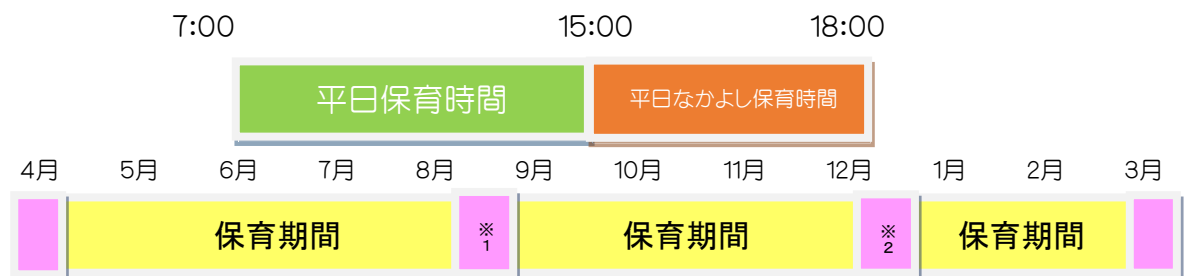 7:00 15:00 18:00
平日保育時間 平日なかよし保育時間
4月 5月 6月 7月 8月 9月 10月 11月 12月 1月 2月 3月
保育期間 ※1 保育期間 ※2 保育期間